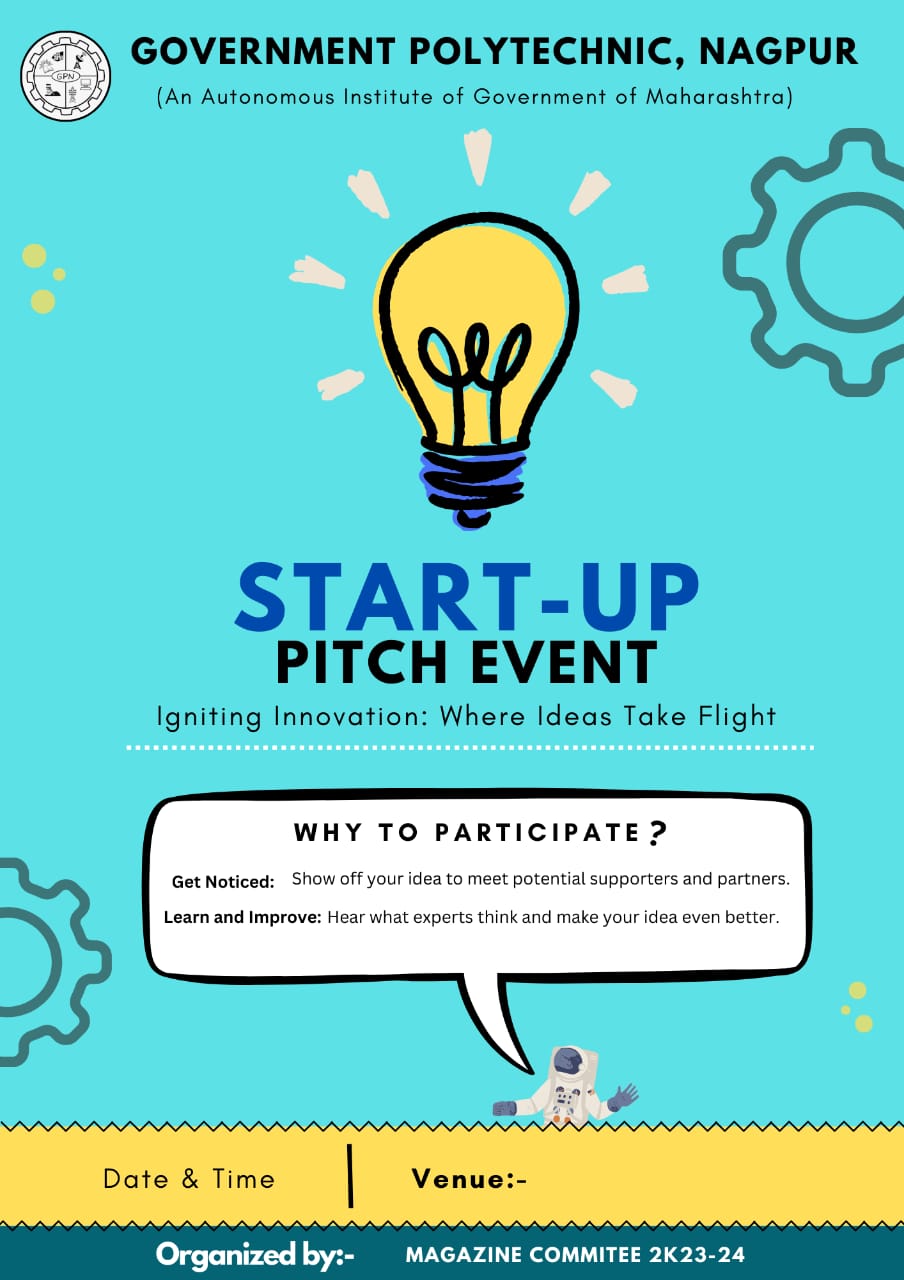 GPN
GOVERNMENT POLYTECHNIC, NAGPUR
(An Autonomous Institute of Government of Maharashtra)
START-UP
PITCH EVENT
Igniting Innovation: Where Ideas Take Flight
WHY TO PARTICIPATE?
Get Noticed: Show off your idea to meet potential supporters and partners.
Learn and Improve: Hear what experts think and make your idea even better.
Date & Time
Venue:-
Organized by:- MAGAZINE COMMITEE 2K23-24